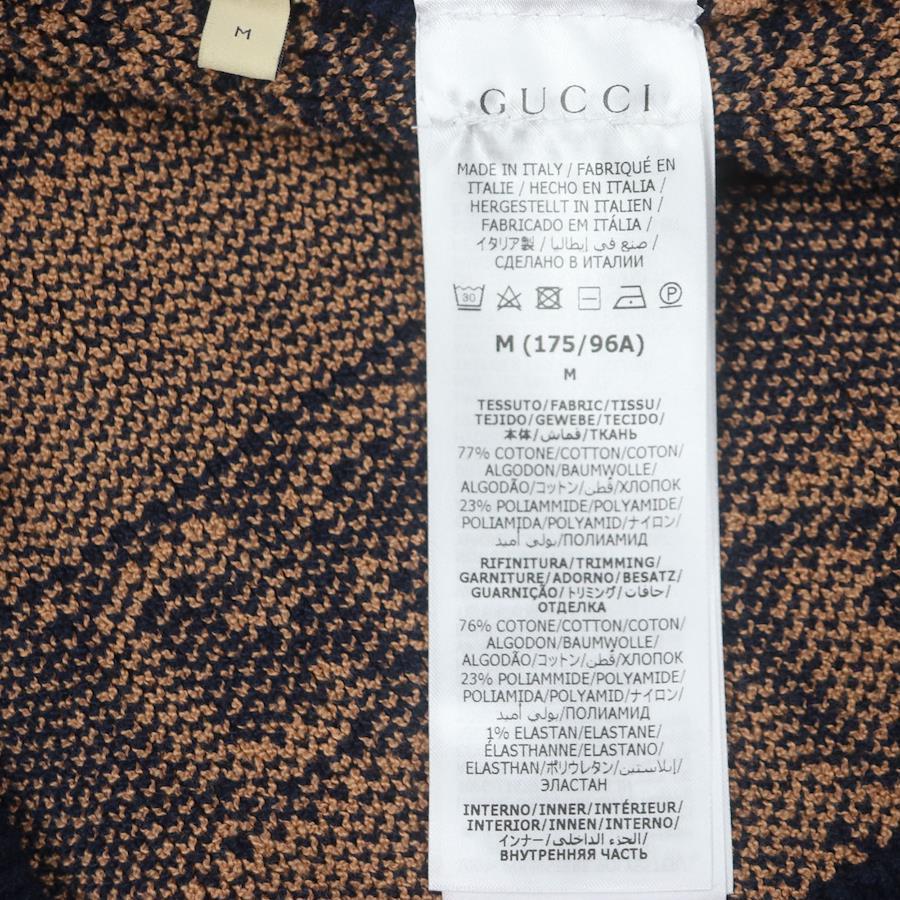 M
GUCCI
MADE IN ITALY / FABRIQUÉ EN
ITALIE / HECHO EN ITALIA /
HERGESTELLT IN ITALIEN /
FABRICADO EM ITÁLIA /
イタリア製 / صنع في إيطاليا /
СДЕЛАНО В ИТАЛИИ
30 P
M (175/96A)
M
TESSUTO/FABRIC/TISSU/
TEJIDO/GEWEBE/TECIDO/
本体/قماش/ТКАНЬ
77% COTONE/COTTON/COTON/
ALGODON/BAUMWOLLE/
ALGODÃO/コットン/قطن/ХЛОПОК
23% POLIAMMIDE/POLYAMIDE/
POLIAMIDA/POLYAMID/ナイロン/
بولي أميد/ПОЛИАМИД
RIFINITURA/TRIMMING/
GARNITURE/ADORNO/BESATZ/
GUARNIÇÃO/トリミング/حافات/
ОТДЕЛКА
76% COTONE/COTTON/COTON/
ALGODON/BAUMWOLLE/
ALGODÃO/コットン/قطن/ХЛОПОК
23% POLIAMMIDE/POLYAMIDE/
POLIAMIDA/POLYAMID/ナイロン/
بولي أميد/ПОЛИАМИД
1% ELASTAN/ELASTANE/
ÉLASTHANNE/ELASTANO/
ELASTHAN/ポリウレタン/إيلاستين/
ЭЛАСТАН
INTERNO/INNER/INTÉRIEUR/
INTERIOR/INNEN/INTERNO/
インナー/الجزء الداخلي/
ВНУТРЕННЯЯ ЧАСТЬ